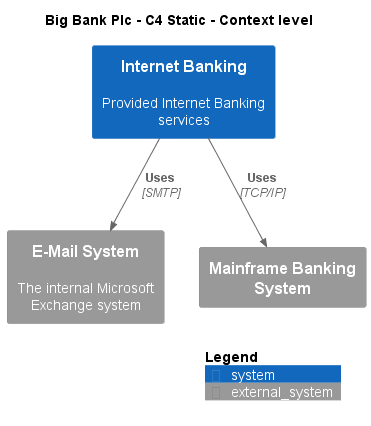 Big Bank Plc - C4 Static - Context level
Internet Banking
Provided Internet Banking
services
Uses
[SMTP]
Uses
[TCP/IP]
E-Mail System
The internal Microsoft
Exchange system
Mainframe Banking
System
Legend
system
external_system